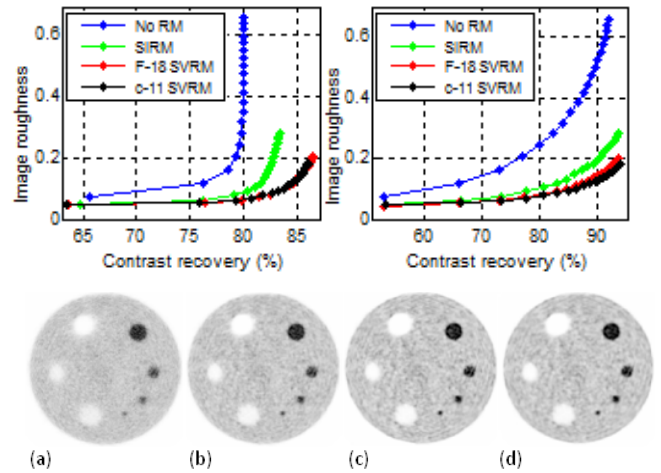 Image roughness
0.6
0.4
0.2
0
No RM
SIRM
F-18 SVRM
c-11 SVRM
65 70 75 80 85
Contrast recovery (%)
Image roughness
0.6
0.4
0.2
0
No RM
SIRM
F-18 SVRM
c-11 SVRM
60 70 80 90
Contrast recovery (%)
(a) (b) (c) (d)